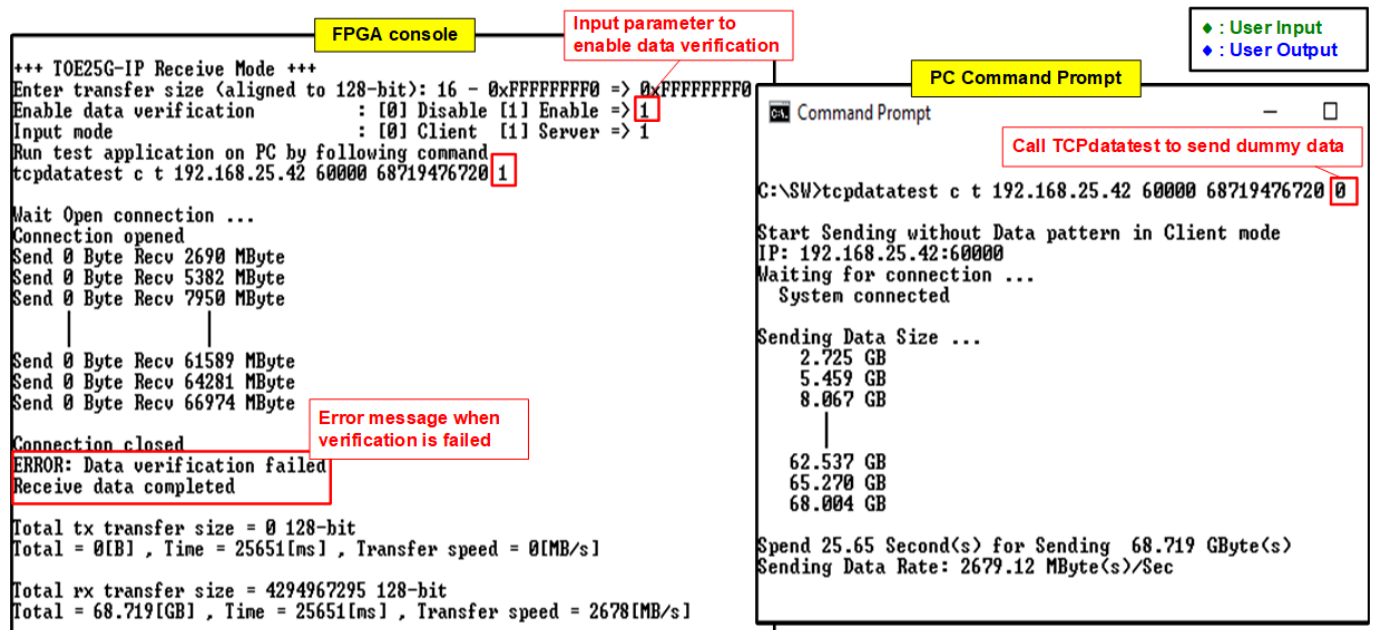 FPGA console
Input parameter to
enable data verification
♦ : User Input
♦ : User Output
+++ TOE25G-IP Receive Mode +++
Enter transfer size (aligned to 128-bit): 16 - 0xFFFFFFFF0 => 0xFFFFFFFF0
Enable data verification : [0] Disable [1] Enable => 1
Input mode : [0] Client [1] Server => 1
Run test application on PC by following command
tcpdatatest c t 192.168.25.42 60000 68719476720 1
Wait Open connection ...
Connection opened
Send 0 Byte Recv 2690 MByte
Send 0 Byte Recv 5382 MByte
Send 0 Byte Recv 7950 MByte
Send 0 Byte Recv 61589 MByte
Send 0 Byte Recv 64281 MByte
Send 0 Byte Recv 66974 MByte
Error message when
verification is failed
Connection closed
ERROR: Data verification failed
Receive data completed
Total tx transfer size = 0 128-bit
Total = 0[B] , Time = 25651[ms] , Transfer speed = 0[MB/s]
Total rx transfer size = 4294967295 128-bit
Total = 68.719[GB] , Time = 25651[ms] , Transfer speed = 2678[MB/s]
PC Command Prompt
Command Prompt
Call TCPdatatest to send dummy data
C:\SW>tcpdatatest c t 192.168.25.42 60000 68719476720 0
Start Sending without Data pattern in Client mode
IP: 192.168.25.42:60000
Waiting for connection ...
System connected
Sending Data Size ...
2.725 GB
5.459 GB
8.067 GB
62.537 GB
65.270 GB
68.004 GB
Spend 25.65 Second(s) for Sending 68.719 GByte(s)
Sending Data Rate: 2679.12 MByte(s)/Sec